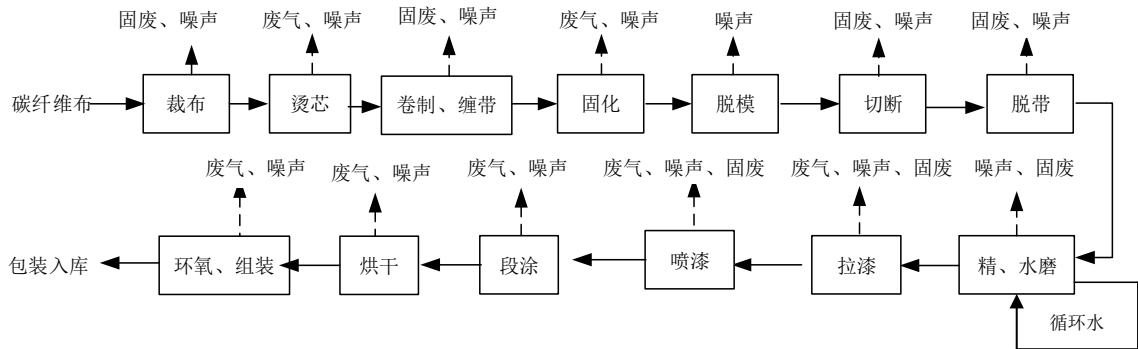 固废、噪声
废气、噪声
固废、噪声
废气、噪声
噪声
固废、噪声
固废、噪声
碳纤维布
裁布
烫芯
卷制、缠带
固化
脱模
切断
脱带
废气、噪声
废气、噪声
废气、噪声
废气、噪声、固废
废气、噪声、固废
噪声、固废
包装入库
环氧、组装
烘干
段涂
喷漆
拉漆
精、水磨
循环水